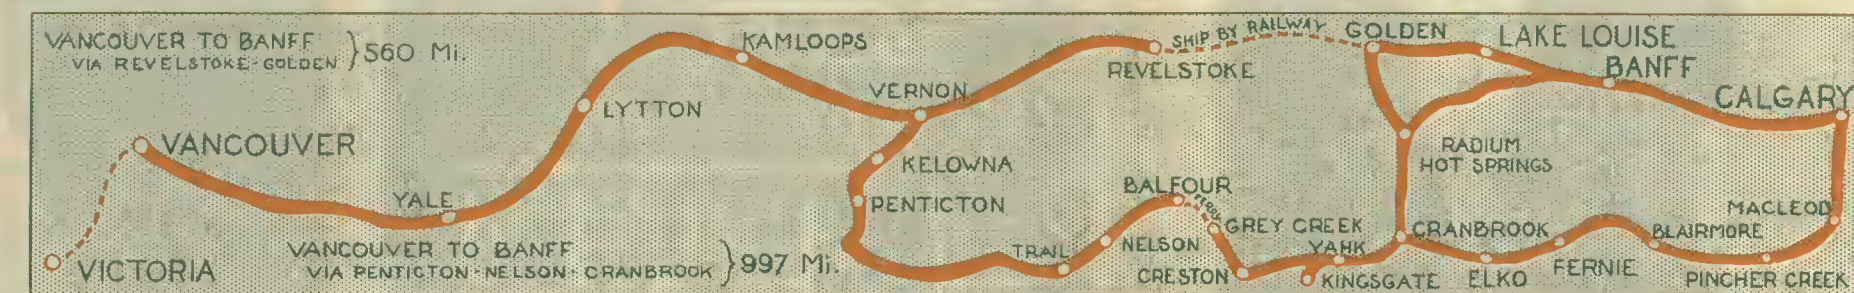 VANCOUVER TO BANFF
VIA REVELSTOKE-GOLDEN } 560 Mi.
VANCOUVER
VICTORIA
YALE
VANCOUVER TO BANFF
VIA PENTICTON-NELSON-CRANBROOK } 997 Mi.
LYTTON
KAMLOOPS
VERNON
KELOWNA
PENTICTON
REVELSTOKE
SHIP BY RAILWAY
GOLDEN
LAKE LOUISE
BANFF
CALGARY
RADIUM
HOT SPRINGS
TRAIL
NELSON
BALFOUR
FERRY
GREY CREEK
CRESTON
YAHK
KINGSGATE
CRANBROOK
ELKO
FERNIE
BLAIRMORE
PINCHER CREEK
MACLEOD